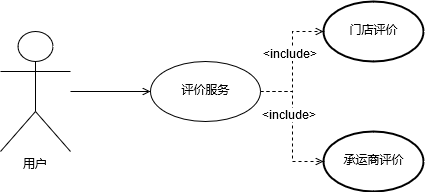 门店评价
<include>
评价服务
<include>
承运商评价
用户